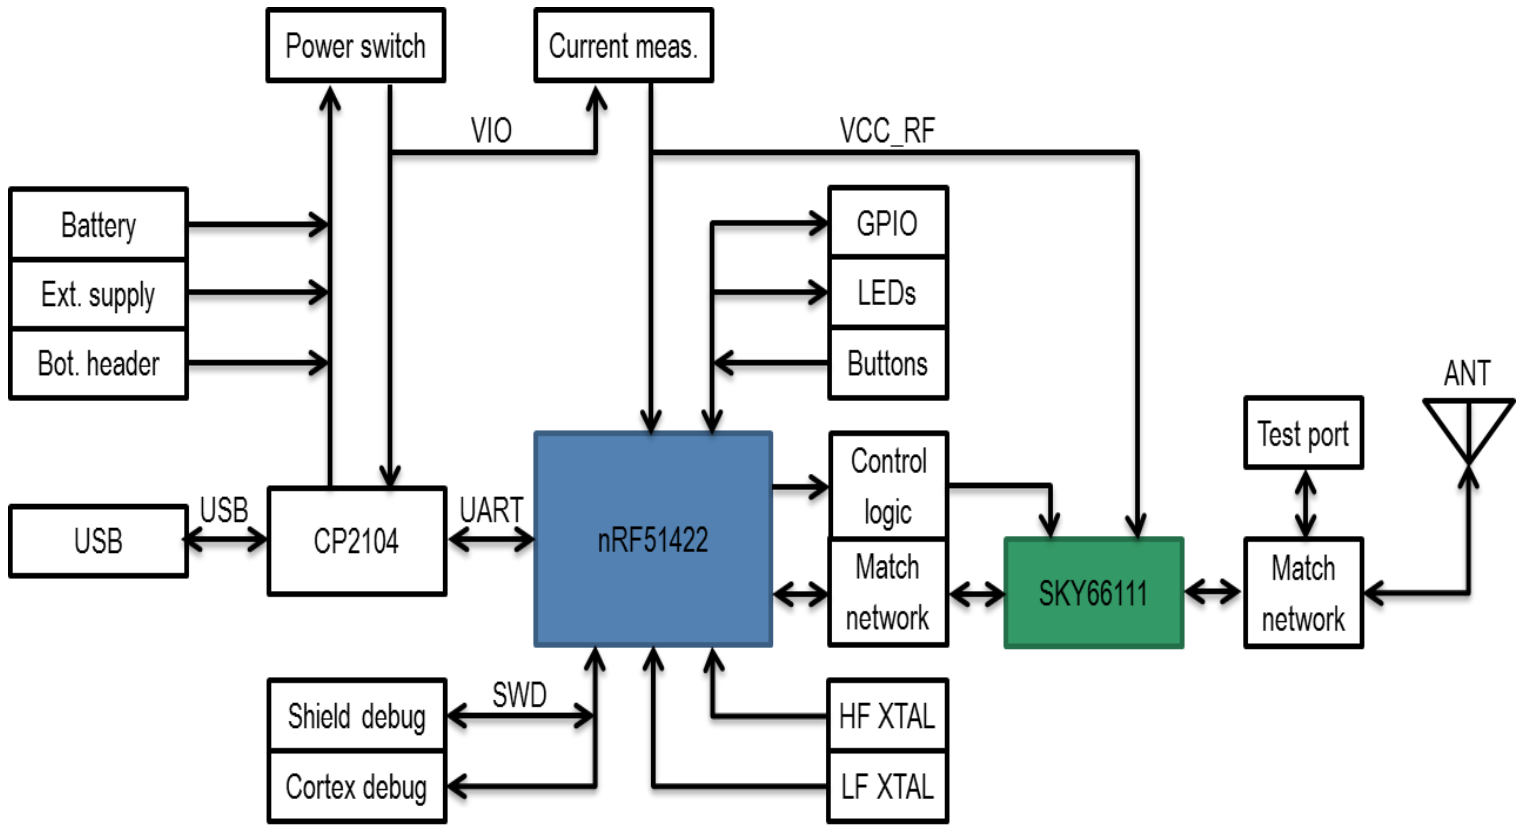 Power switch
Current meas.
VIO
VCC_RF
Battery
GPIO
Ext. supply
LEDs
Bot. header
Buttons
ANT
Test port
Control
logic
USB
USB
CP2104
UART
nRF51422
Match
network
SKY66111
Match
network
SWD
Shield debug
HF XTAL
Cortex debug
LF XTAL